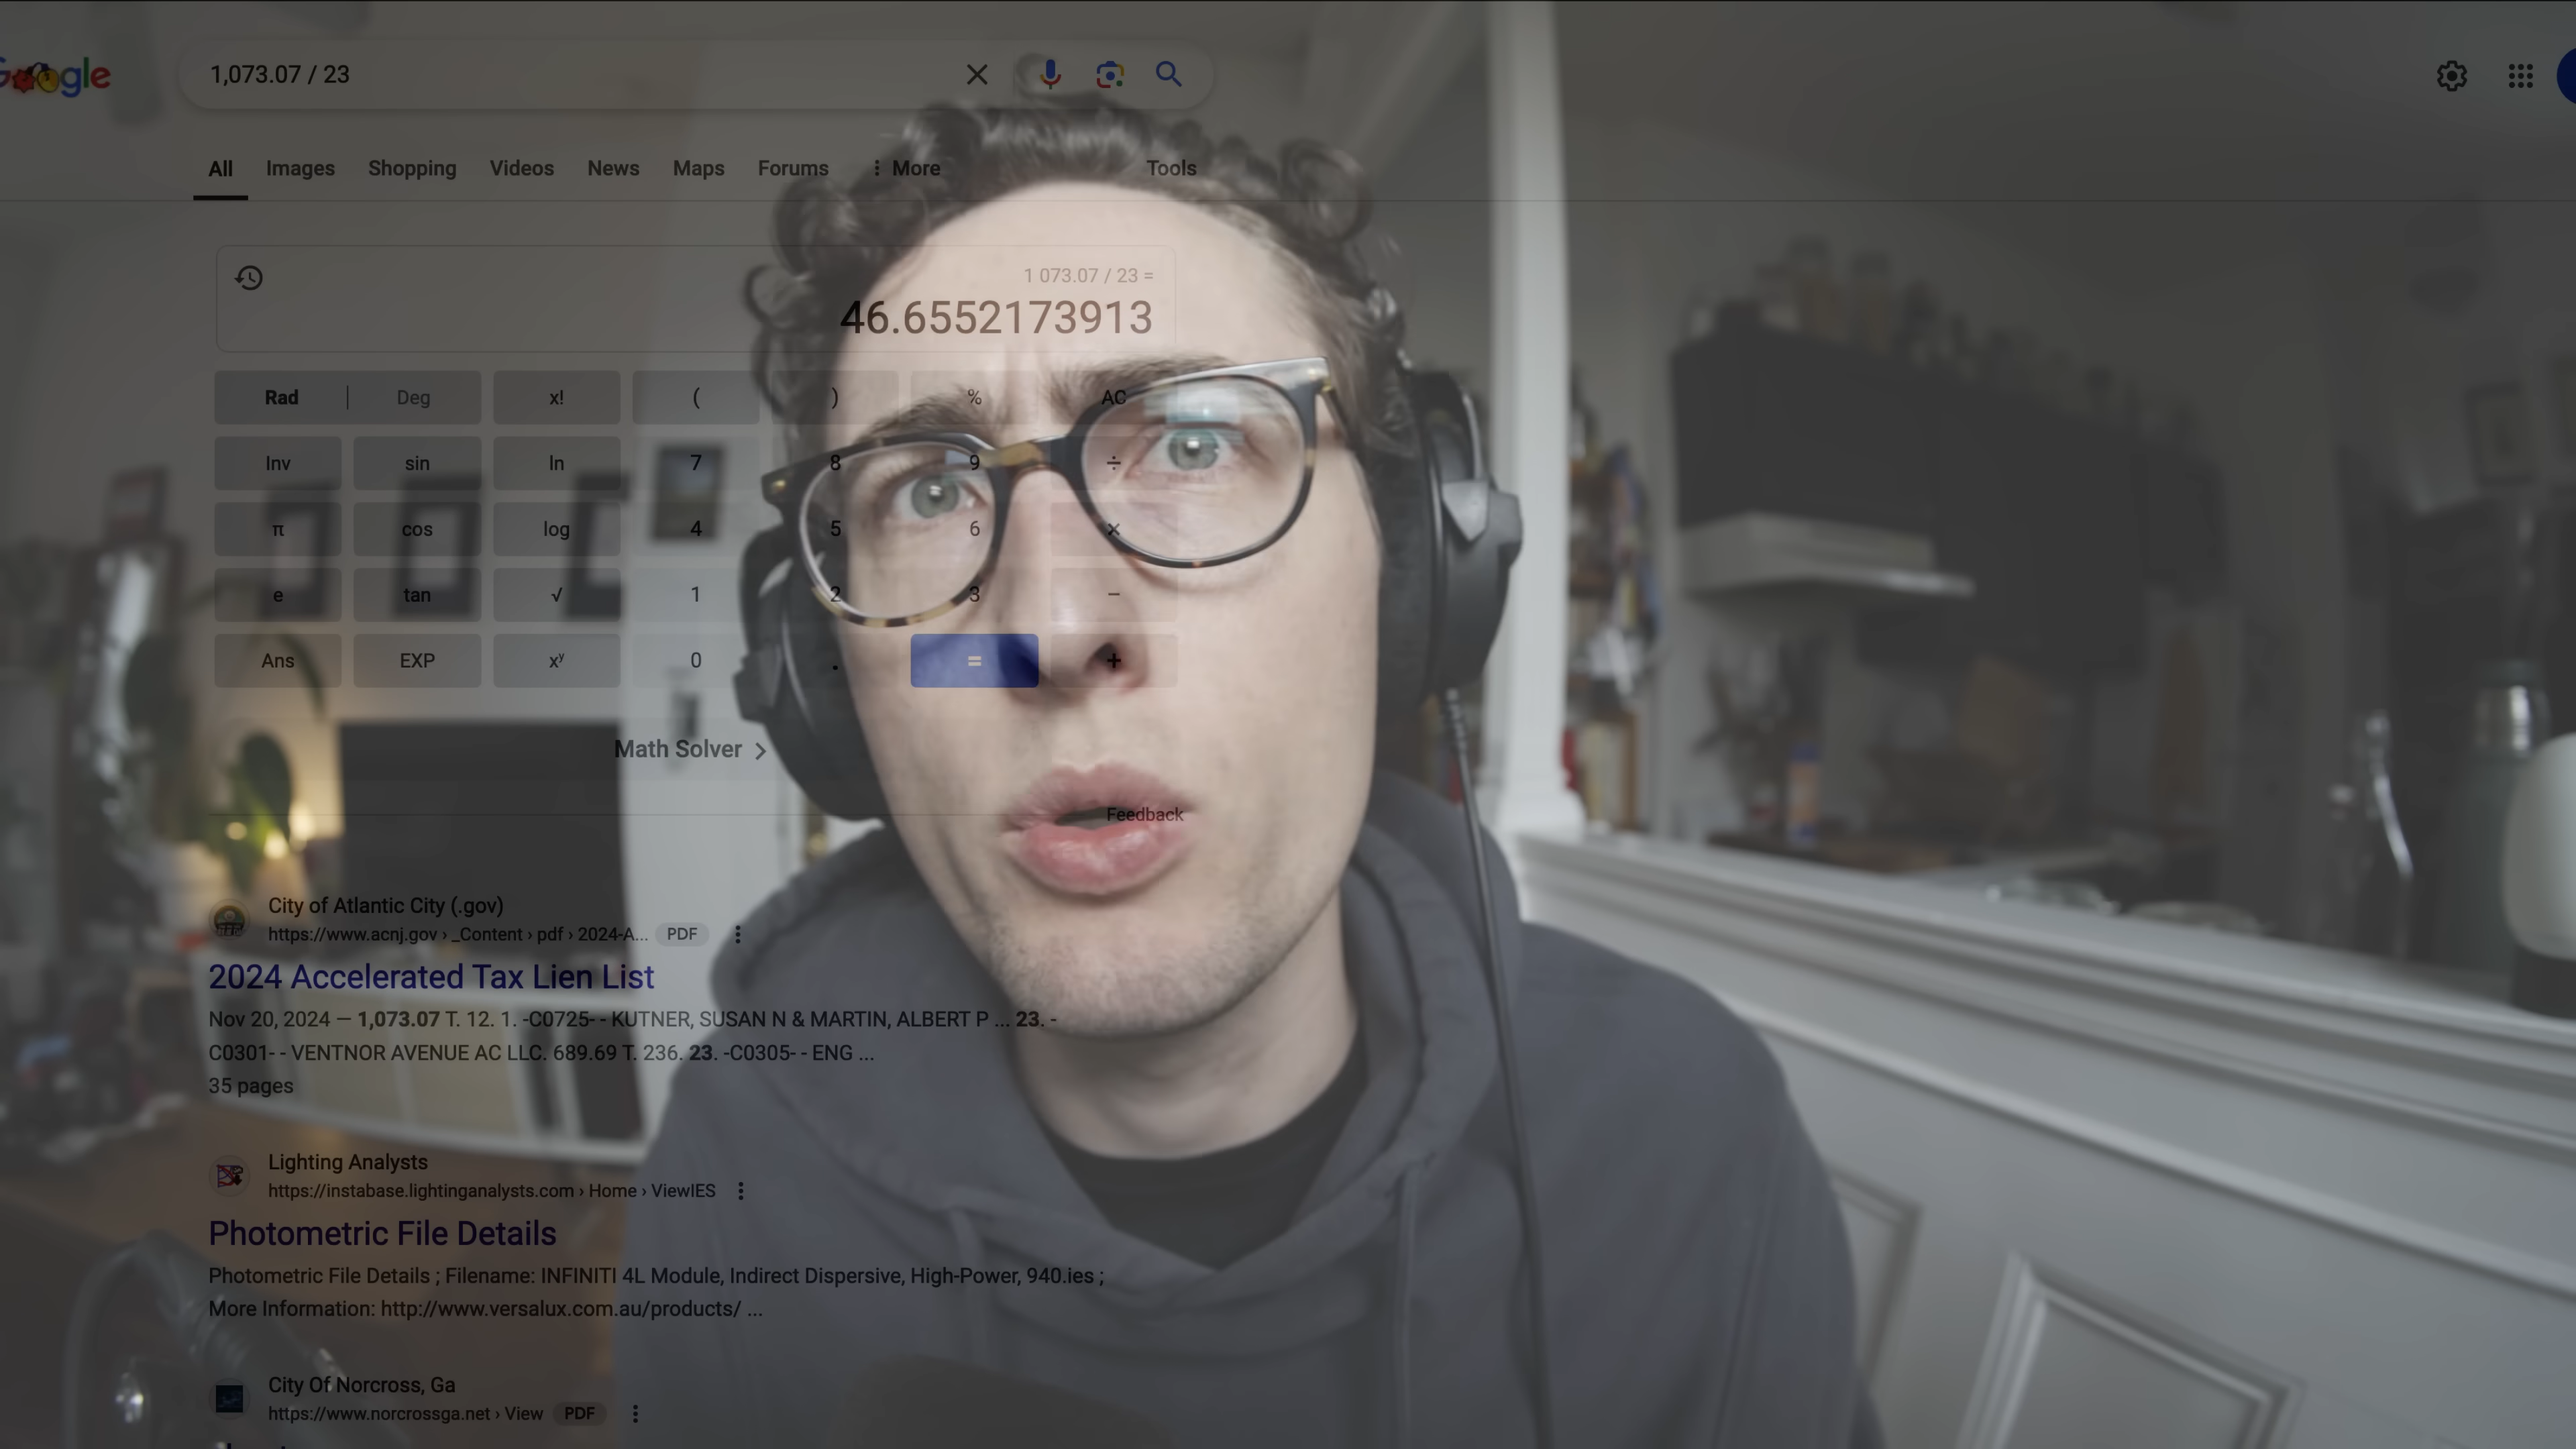 Google
1,073.07 / 23
All Images Shopping Videos News Maps Forums More Tools
1 073.07 / 23 =
46.6552173913
Rad | Deg x! ( ) % AC
Inv sin ln 7 8 9 ÷
π cos log 4 5 6 ×
e tan √ 1 2 3 −
Ans EXP xʸ 0 . = +
Math Solver
Feedback
City of Atlantic City (.gov)
https://www.acnj.gov › _Content › pdf › 2024-A... PDF
2024 Accelerated Tax Lien List
Nov 20, 2024 — 1,073.07 T. 12. 1. -C0725- - KUTNER, SUSAN N & MARTIN, ALBERT P ... 23. -
C0301- - VENTNOR AVENUE AC LLC. 689.69 T. 236. 23. -C0305- - ENG ...
35 pages
Lighting Analysts
https://instabase.lightinganalysts.com › Home › ViewIES
Photometric File Details
Photometric File Details ; Filename: INFINITI 4L Module, Indirect Dispersive, High-Power, 940.ies ;
More Information: http://www.versalux.com.au/products/ ...
City Of Norcross, Ga
https://www.norcrossga.net › View PDF